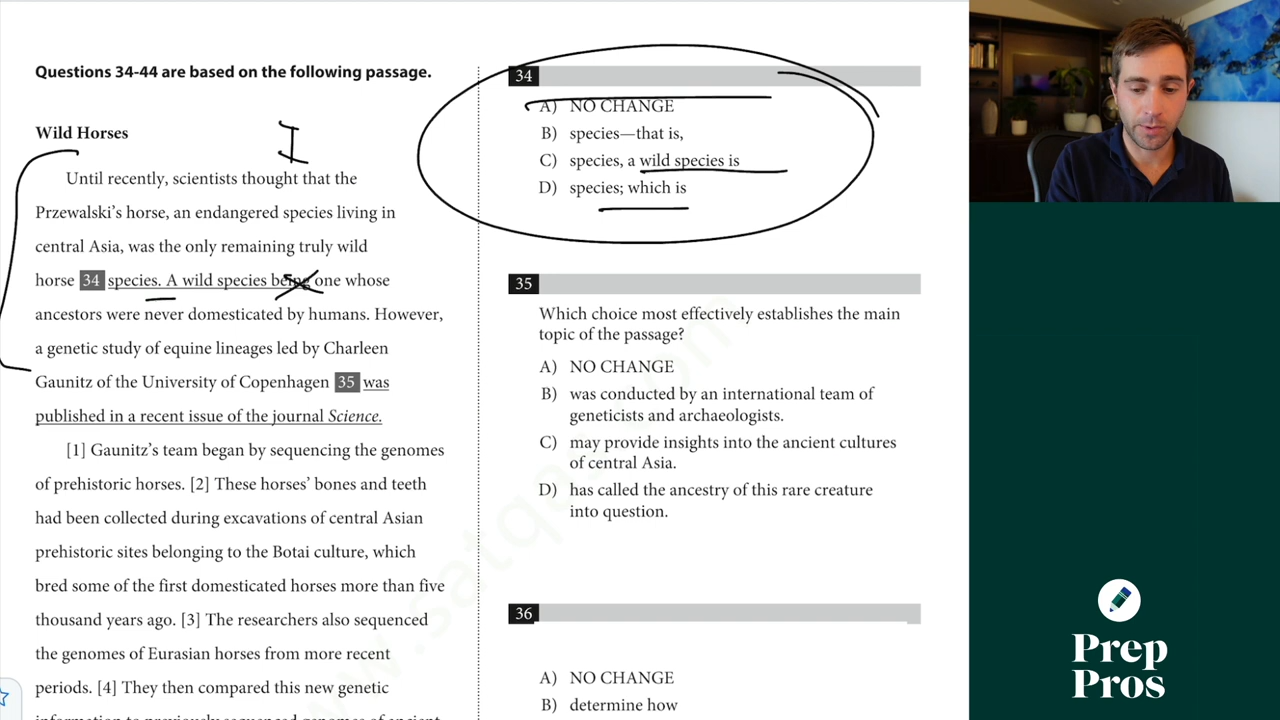 Questions 34-44 are based on the following passage.
Wild Horses
I
Until recently, scientists thought that the
Przewalski's horse, an endangered species living in
central Asia, was the only remaining truly wild
horse 34 species. A wild species being one whose
ancestors were never domesticated by humans. However,
a genetic study of equine lineages led by Charleen
Gaunitz of the University of Copenhagen 35 was
published in a recent issue of the journal Science.
[1] Gaunitz's team began by sequencing the genomes
of prehistoric horses. [2] These horses' bones and teeth
had been collected during excavations of central Asian
prehistoric sites belonging to the Botai culture, which
bred some of the first domesticated horses more than five
thousand years ago. [3] The researchers also sequenced
the genomes of Eurasian horses from more recent
periods. [4] They then compared this new genetic
information to previously sequenced genomes of ancient
34
A) NO CHANGE
B) species—that is,
C) species, a wild species is
D) species; which is
35
Which choice most effectively establishes the main
topic of the passage?
A) NO CHANGE
B) was conducted by an international team of
geneticists and archaeologists.
C) may provide insights into the ancient cultures
of central Asia.
D) has called the ancestry of this rare creature
into question.
36
A) NO CHANGE
B) determine how
Prep
Pros